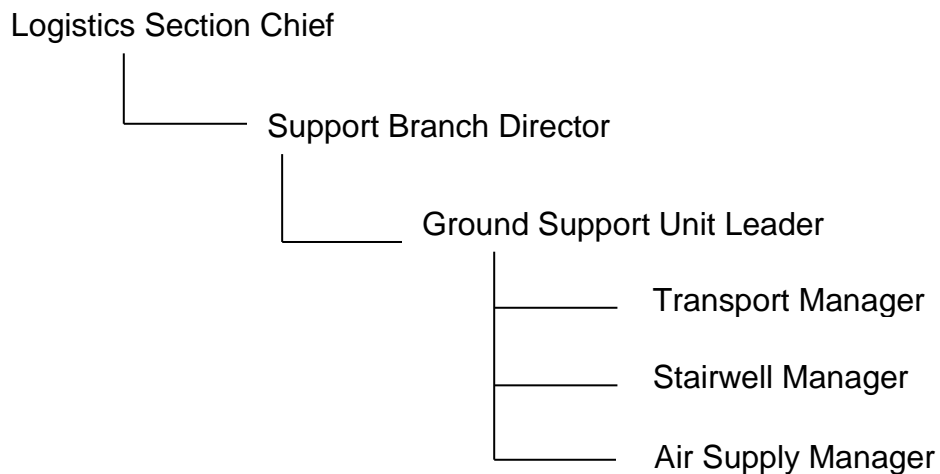 Logistics Section Chief
Support Branch Director
Ground Support Unit Leader
Transport Manager
Stairwell Manager
Air Supply Manager